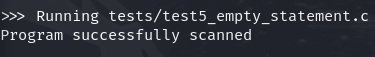 >>> Running tests/test5_empty_statement.c
Program successfully scanned